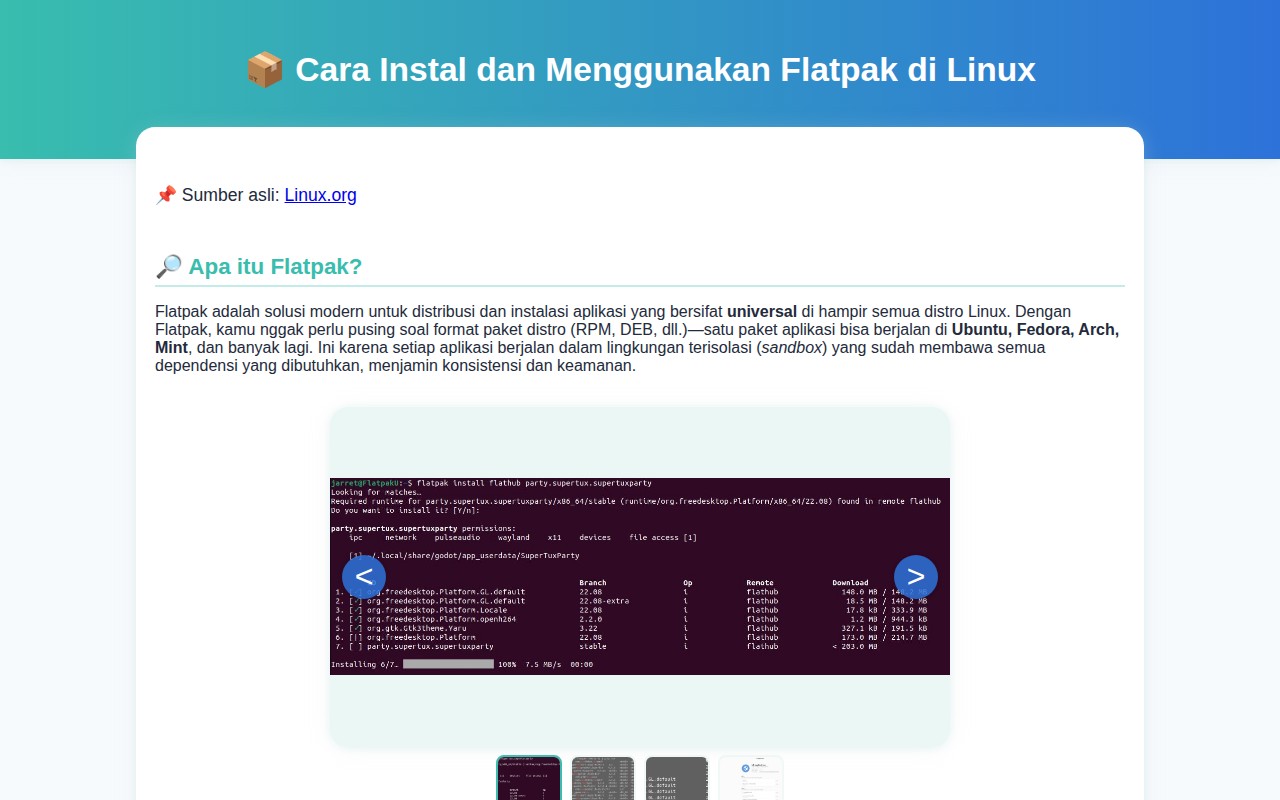 📦 Cara Instal dan Menggunakan Flatpak di Linux
📌 Sumber asli: Linux.org
🔎 Apa itu Flatpak?
Flatpak adalah solusi modern untuk distribusi dan instalasi aplikasi yang bersifat universal di hampir semua distro Linux. Dengan
Flatpak, kamu nggak perlu pusing soal format paket distro (RPM, DEB, dll.)—satu paket aplikasi bisa berjalan di Ubuntu, Fedora, Arch,
Mint, dan banyak lagi. Ini karena setiap aplikasi berjalan dalam lingkungan terisolasi (sandbox) yang sudah membawa semua
dependensi yang dibutuhkan, menjamin konsistensi dan keamanan.
jarret@FlatpakU:~$ flatpak install flathub party.supertux.supertuxparty
Looking for matches…
Required runtime for party.supertux.supertuxparty/x86_64/stable (runtime/org.freedesktop.Platform/x86_64/22.08) found in remote flathub
Do you want to install it? [Y/n]:
party.supertux.supertuxparty permissions:
ipc network pulseaudio wayland x11 devices file access [1]
[1] ~/.local/share/godot/app_userdata/SuperTuxParty
Branch Op Remote Download
1. [✓] org.freedesktop.Platform.GL.default 22.08 i flathub 148.0 MB /
2. [✓] org.freedesktop.Platform.GL.default 22.08-extra i flathub 18.5 MB / 148.2 MB
3. [✓] org.freedesktop.Platform.Locale 22.08 i flathub 17.8 kB / 333.9 MB
4. [✓] org.freedesktop.Platform.openh264 2.2.0 i flathub 1.2 MB / 944.3 kB
5. [✓] org.gtk.Gtk3theme.Yaru 3.22 i flathub 327.1 kB / 191.5 kB
6. [|] org.freedesktop.Platform 22.08 i flathub 173.0 MB / 214.7 MB
7. [ ] party.supertux.supertuxparty stable i flathub < 203.0 MB
Installing 6/7… 100% 7.5 MB/s 00:00
< >
GL.default
GL.default